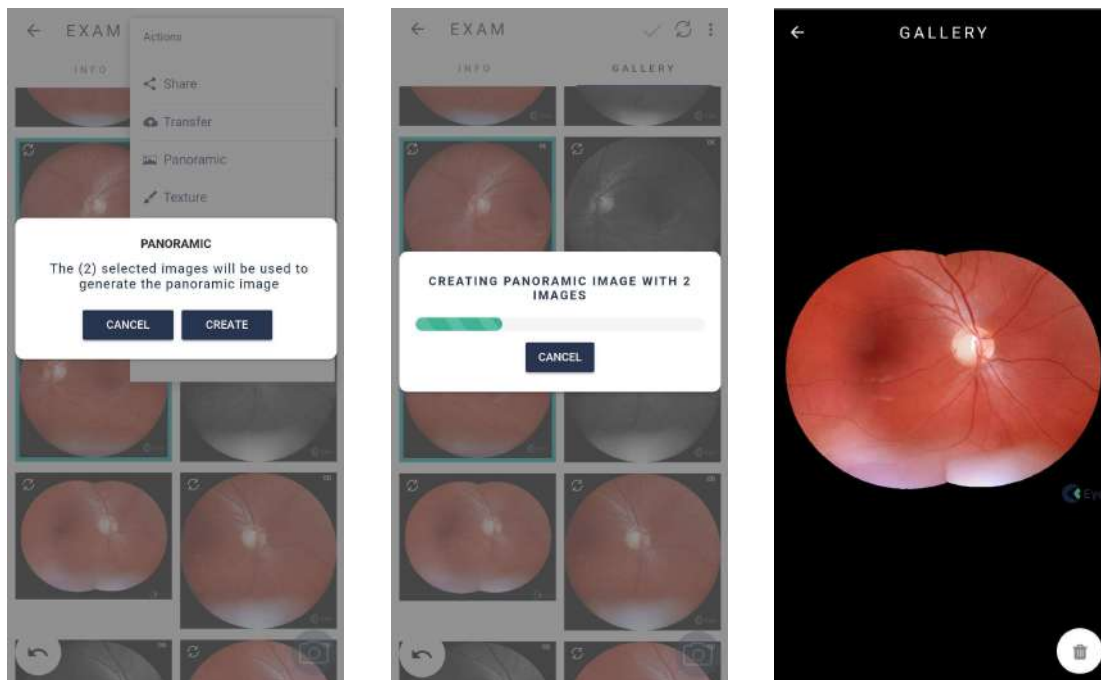 EXAM
Actions
INFO
Share
Transfer
Panoramic
Texture
PANORAMIC
The (2) selected images will be used to
generate the panoramic image
CANCEL CREATE
EXAM
INFO GALLERY
CREATING PANORAMIC IMAGE WITH 2
IMAGES
CANCEL
GALLERY